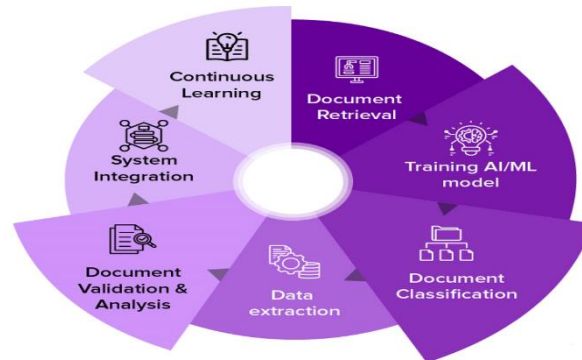 Document
Retrieval
Training AI/ML
model
Document
Classification
Data
extraction
Document
Validation &
Analysis
System
Integration
Continuous
Learning